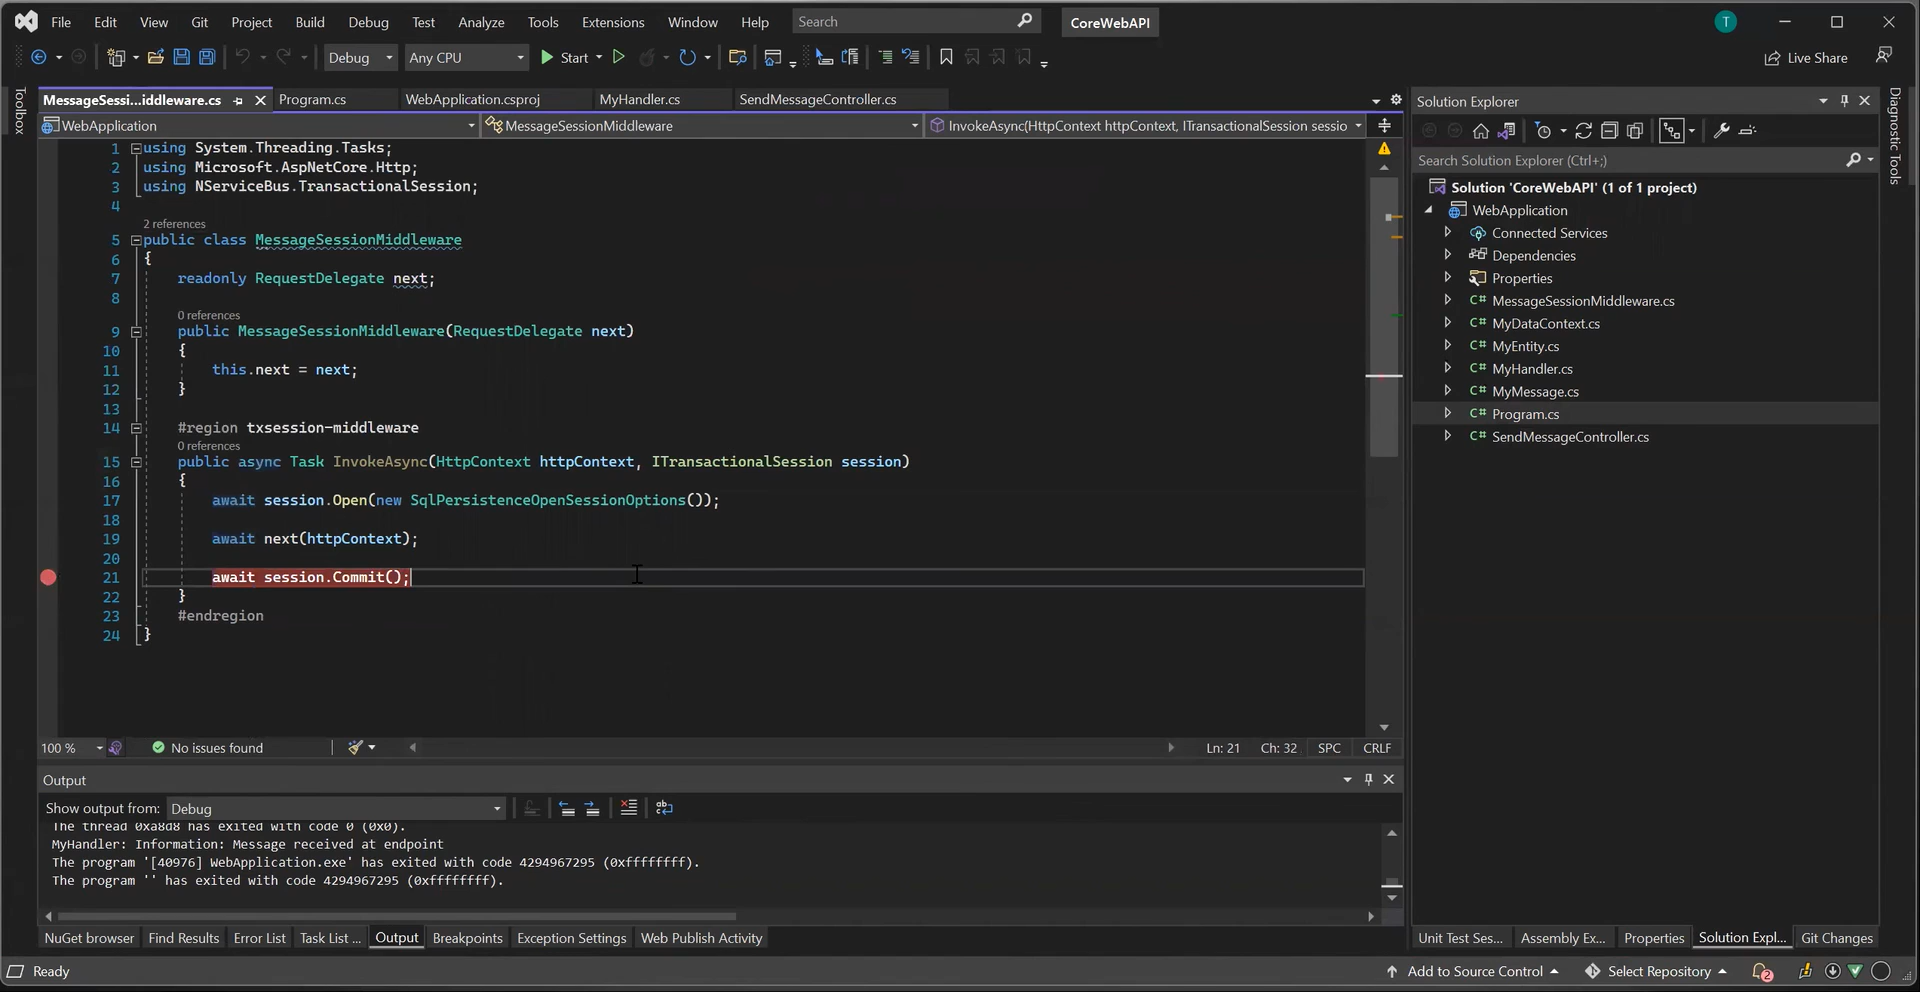 File Edit View Git Project Build Debug Test Analyze Tools Extensions Window Help Search CoreWebAPI T
Debug Any CPU Start Live Share
Toolbox
MessageSessi...iddleware.cs Program.cs WebApplication.csproj MyHandler.cs SendMessageController.cs
WebApplication MessageSessionMiddleware InvokeAsync(HttpContext httpContext, ITransactionalSession sessio
1 using System.Threading.Tasks;
2 using Microsoft.AspNetCore.Http;
3 using NServiceBus.TransactionalSession;
4
2 references
5 public class MessageSessionMiddleware
6 {
7 readonly RequestDelegate next;
8
0 references
9 public MessageSessionMiddleware(RequestDelegate next)
10 {
11 this.next = next;
12 }
13
14 #region txsession-middleware
0 references
15 public async Task InvokeAsync(HttpContext httpContext, ITransactionalSession session)
16 {
17 await session.Open(new SqlPersistenceOpenSessionOptions());
18
19 await next(httpContext);
20
21 await session.Commit();
22 }
23 #endregion
24 }
100 % No issues found Ln: 21 Ch: 32 SPC CRLF
Output
Show output from: Debug
The thread 0xa8d8 has exited with code 0 (0x0).
MyHandler: Information: Message received at endpoint
The program '[40976] WebApplication.exe' has exited with code 4294967295 (0xffffffff).
The program '' has exited with code 4294967295 (0xffffffff).
NuGet browser Find Results Error List Task List ... Output Breakpoints Exception Settings Web Publish Activity
Solution Explorer
Search Solution Explorer (Ctrl+;)
Solution 'CoreWebAPI' (1 of 1 project)
WebApplication
Connected Services
Dependencies
Properties
C# MessageSessionMiddleware.cs
C# MyDataContext.cs
C# MyEntity.cs
C# MyHandler.cs
C# MyMessage.cs
C# Program.cs
C# SendMessageController.cs
Unit Test Ses... Assembly Ex... Properties Solution Expl... Git Changes
Diagnostic Tools
Ready Add to Source Control Select Repository 2